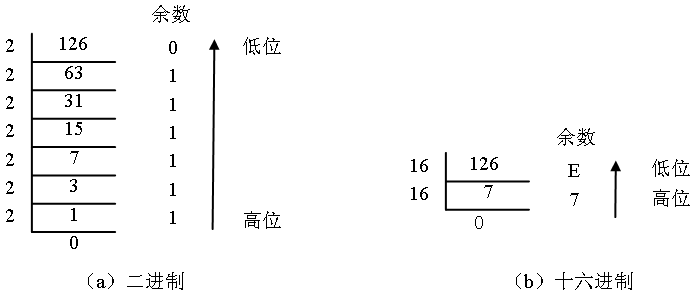 余数
2 126 0 低位
2 63 1
2 31 1
2 15 1
2 7 1
2 3 1
2 1 1 高位
0
（a）二进制
余数
16 126 E 低位
16 7 7 高位
0
（b）十六进制